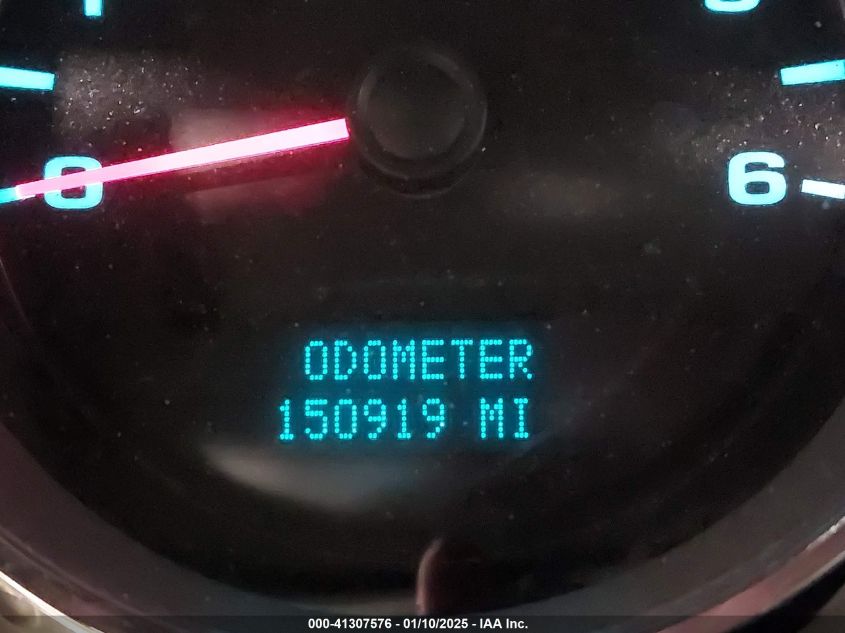 0
6
ODOMETER
150919 MI
000-41307576 - 01/10/2025 - IAA Inc.